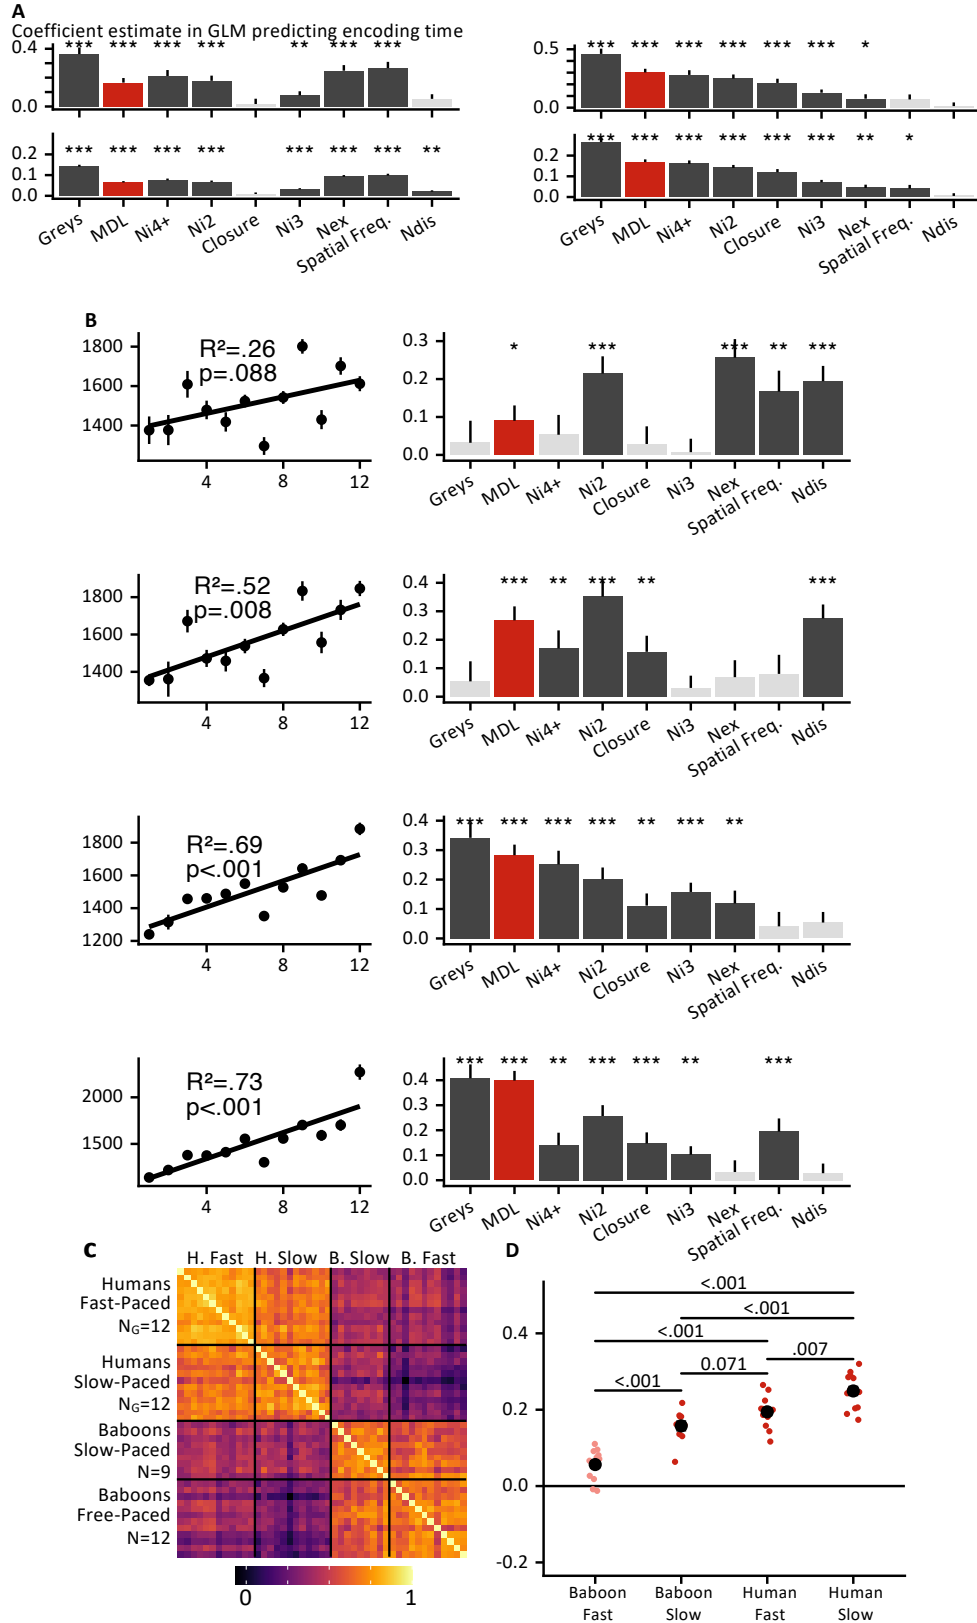 A
Coefficient estimate in GLM predicting encoding time
0.4
0.0
*** *** *** *** ** *** ***
0.5
0.0
*** *** *** *** *** *** *
0.2
0.1
0.0
*** *** *** *** *** *** *** **
0.2
0.1
0.0
*** *** *** *** *** *** ** *
Greys MDL Ni4+ Ni2 Closure Ni3 Nex Spatial Freq. Ndis
Greys MDL Ni4+ Ni2 Closure Ni3 Nex Spatial Freq. Ndis
B
1800
1600
1400
R²=.26
p=.088
4 8 12
0.3
0.2
0.1
0.0
* *** *** ** ***
Greys MDL Ni4+ Ni2 Closure Ni3 Nex Spatial Freq. Ndis
1800
1600
1400
R²=.52
p=.008
4 8 12
0.4
0.3
0.2
0.1
0.0
*** ** *** ** ***
Greys MDL Ni4+ Ni2 Closure Ni3 Nex Spatial Freq. Ndis
1800
1600
1400
1200
R²=.69
p<.001
4 8 12
0.4
0.3
0.2
0.1
0.0
*** *** *** *** ** *** **
Greys MDL Ni4+ Ni2 Closure Ni3 Nex Spatial Freq. Ndis
2000
1500
R²=.73
p<.001
4 8 12
0.4
0.3
0.2
0.1
0.0
*** *** ** *** *** ** ***
Greys MDL Ni4+ Ni2 Closure Ni3 Nex Spatial Freq. Ndis
C
H. Fast H. Slow B. Slow B. Fast
Humans
Fast-Paced
N_G=12
Humans
Slow-Paced
N_G=12
Baboons
Slow-Paced
N=9
Baboons
Free-Paced
N=12
0 1
D
0.4
0.2
0.0
-0.2
<.001
<.001
<.001
.007
0.071
<.001
Baboon Baboon Human Human
Fast Slow Fast Slow